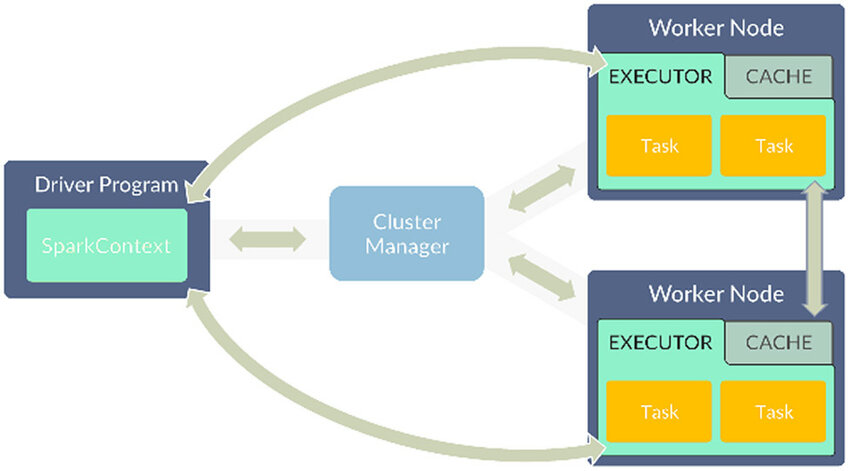 Driver Program
SparkContext
Cluster
Manager
Worker Node
EXECUTOR
CACHE
Task
Task
Worker Node
EXECUTOR
CACHE
Task
Task